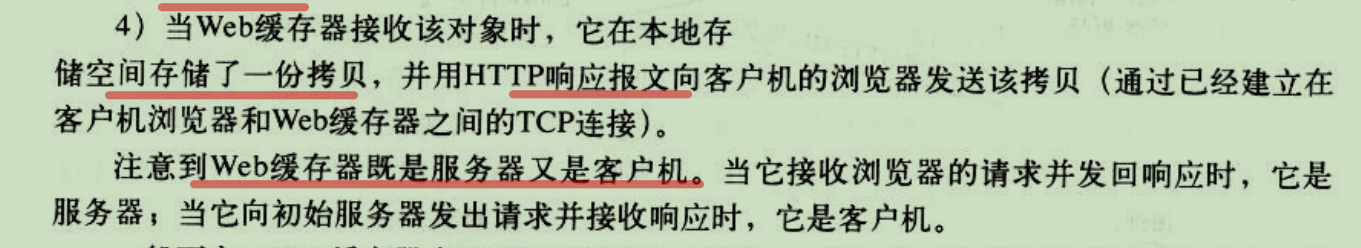 4）当Web缓存器接收该对象时，它在本地存
储空间存储了一份拷贝，并用HTTP响应报文向客户机的浏览器发送该拷贝（通过已经建立在
客户机浏览器和Web缓存器之间的TCP连接）。
注意到Web缓存器既是服务器又是客户机。当它接收浏览器的请求并发回响应时，它是
服务器；当它向初始服务器发出请求并接收响应时，它是客户机。